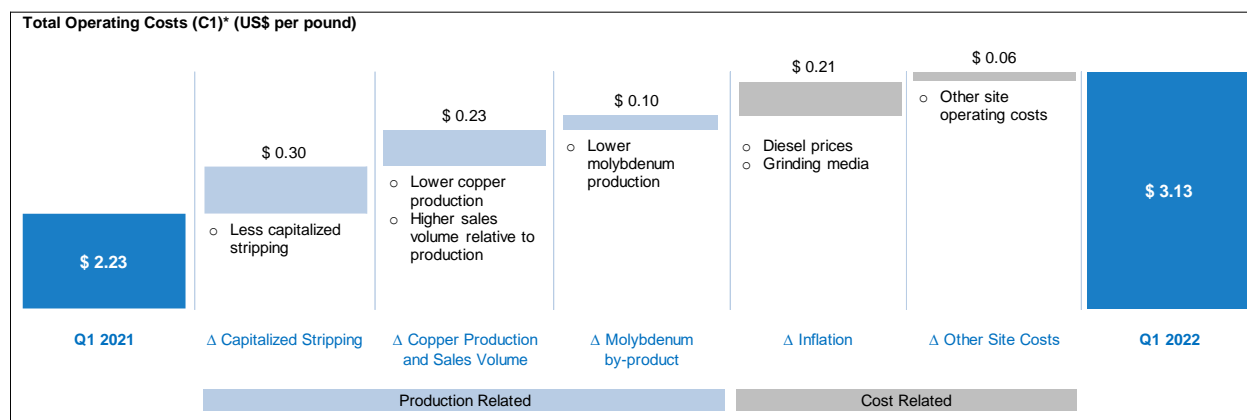 Total Operating Costs (C1)* (US$ per pound)
$ 2.23
$ 0.30
o Less capitalized
stripping
$ 0.23
o Lower copper
production
o Higher sales
volume relative to
production
$ 0.10
o Lower
molybdenum
production
$ 0.21
o Diesel prices
o Grinding media
$ 0.06
o Other site
operating costs
$ 3.13
Q1 2021
Δ Capitalized Stripping
Δ Copper Production
and Sales Volume
Δ Molybdenum
by-product
Δ Inflation
Δ Other Site Costs
Q1 2022
Production Related
Cost Related